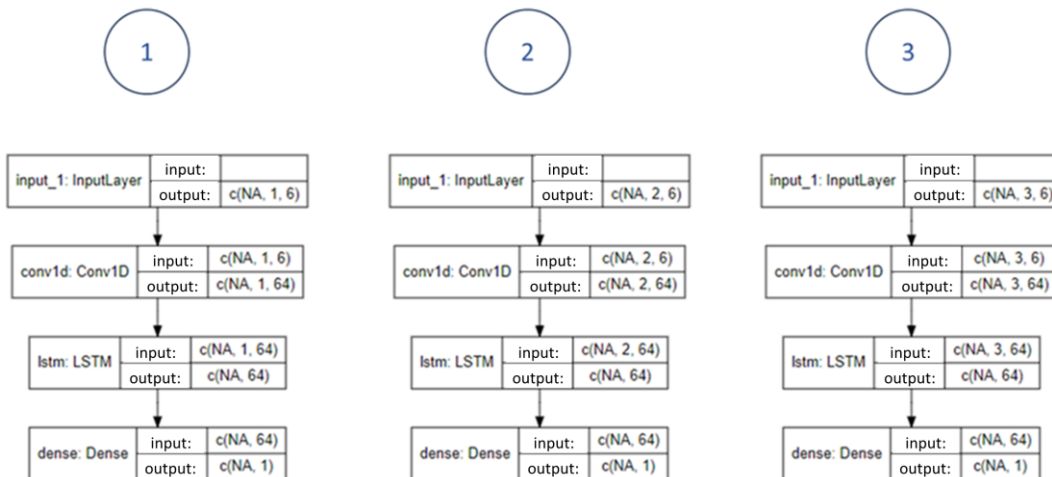 1
2
3
input_1: InputLayer
input:
output:
c(NA, 1, 6)
conv1d: Conv1D
input:
c(NA, 1, 6)
output:
c(NA, 1, 64)
lstm: LSTM
input:
c(NA, 1, 64)
output:
c(NA, 64)
dense: Dense
input:
c(NA, 64)
output:
c(NA, 1)
input_1: InputLayer
input:
output:
c(NA, 2, 6)
conv1d: Conv1D
input:
c(NA, 2, 6)
output:
c(NA, 2, 64)
lstm: LSTM
input:
c(NA, 2, 64)
output:
c(NA, 64)
dense: Dense
input:
c(NA, 64)
output:
c(NA, 1)
input_1: InputLayer
input:
output:
c(NA, 3, 6)
conv1d: Conv1D
input:
c(NA, 3, 6)
output:
c(NA, 3, 64)
lstm: LSTM
input:
c(NA, 3, 64)
output:
c(NA, 64)
dense: Dense
input:
c(NA, 64)
output:
c(NA, 1)